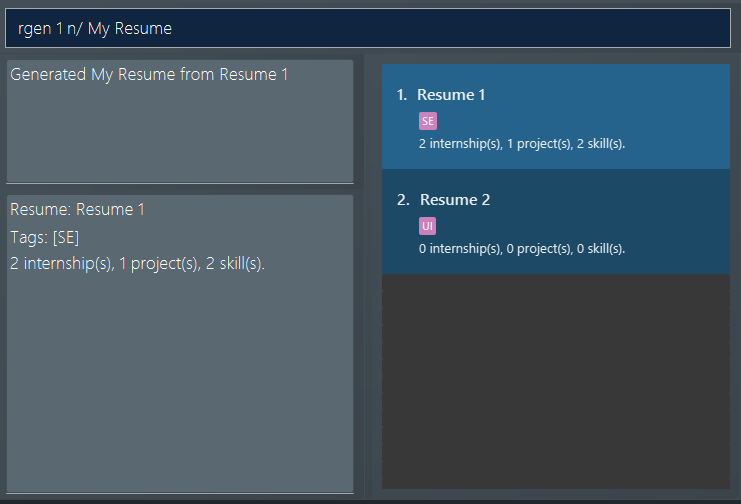 rgen 1 n/ My Resume
Generated My Resume from Resume 1
Resume: Resume 1
Tags: [SE]
2 internship(s), 1 project(s), 2 skill(s).
1. Resume 1
SE
2 internship(s), 1 project(s), 2 skill(s).
2. Resume 2
UI
0 internship(s), 0 project(s), 0 skill(s).